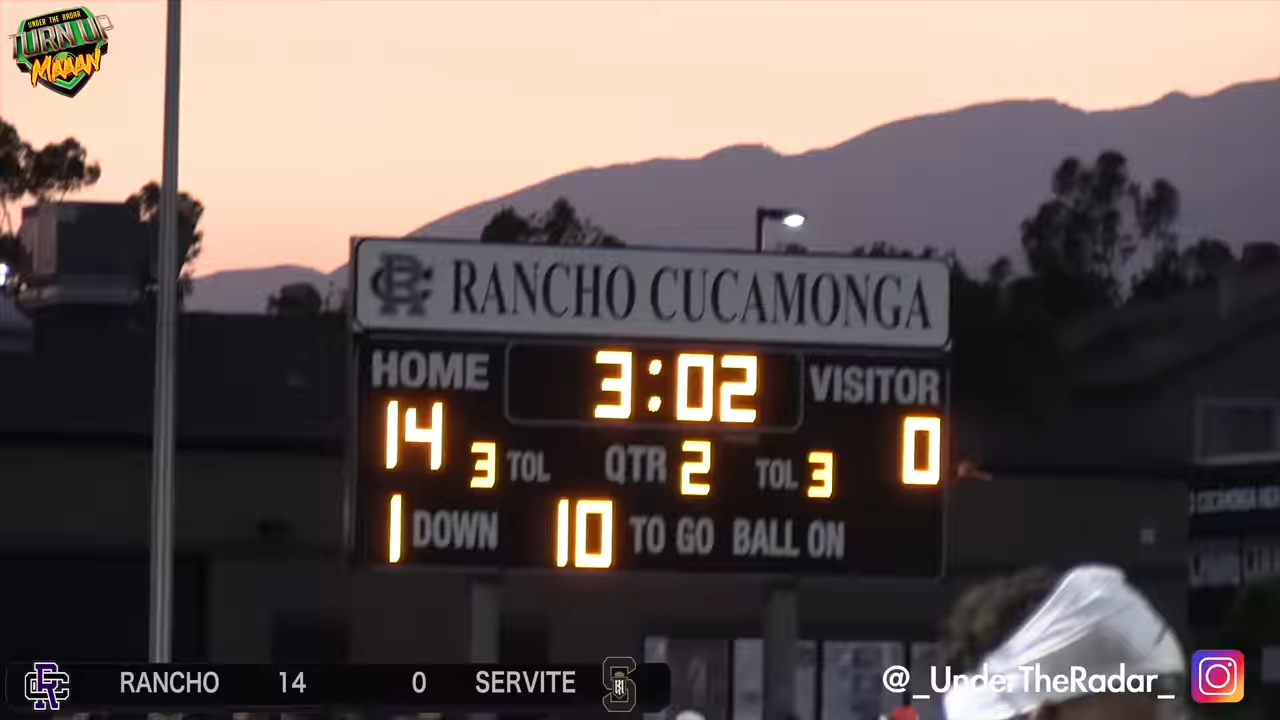 UNDER THE RADAR
TURN UP
MAAAN
RC RANCHO CUCAMONGA
HOME 3:02 VISITOR
14 3 TOL QTR 2 TOL 3 0
1 DOWN 10 TO GO BALL ON
RANCHO 14 0 SERVITE
@_UnderTheRadar_